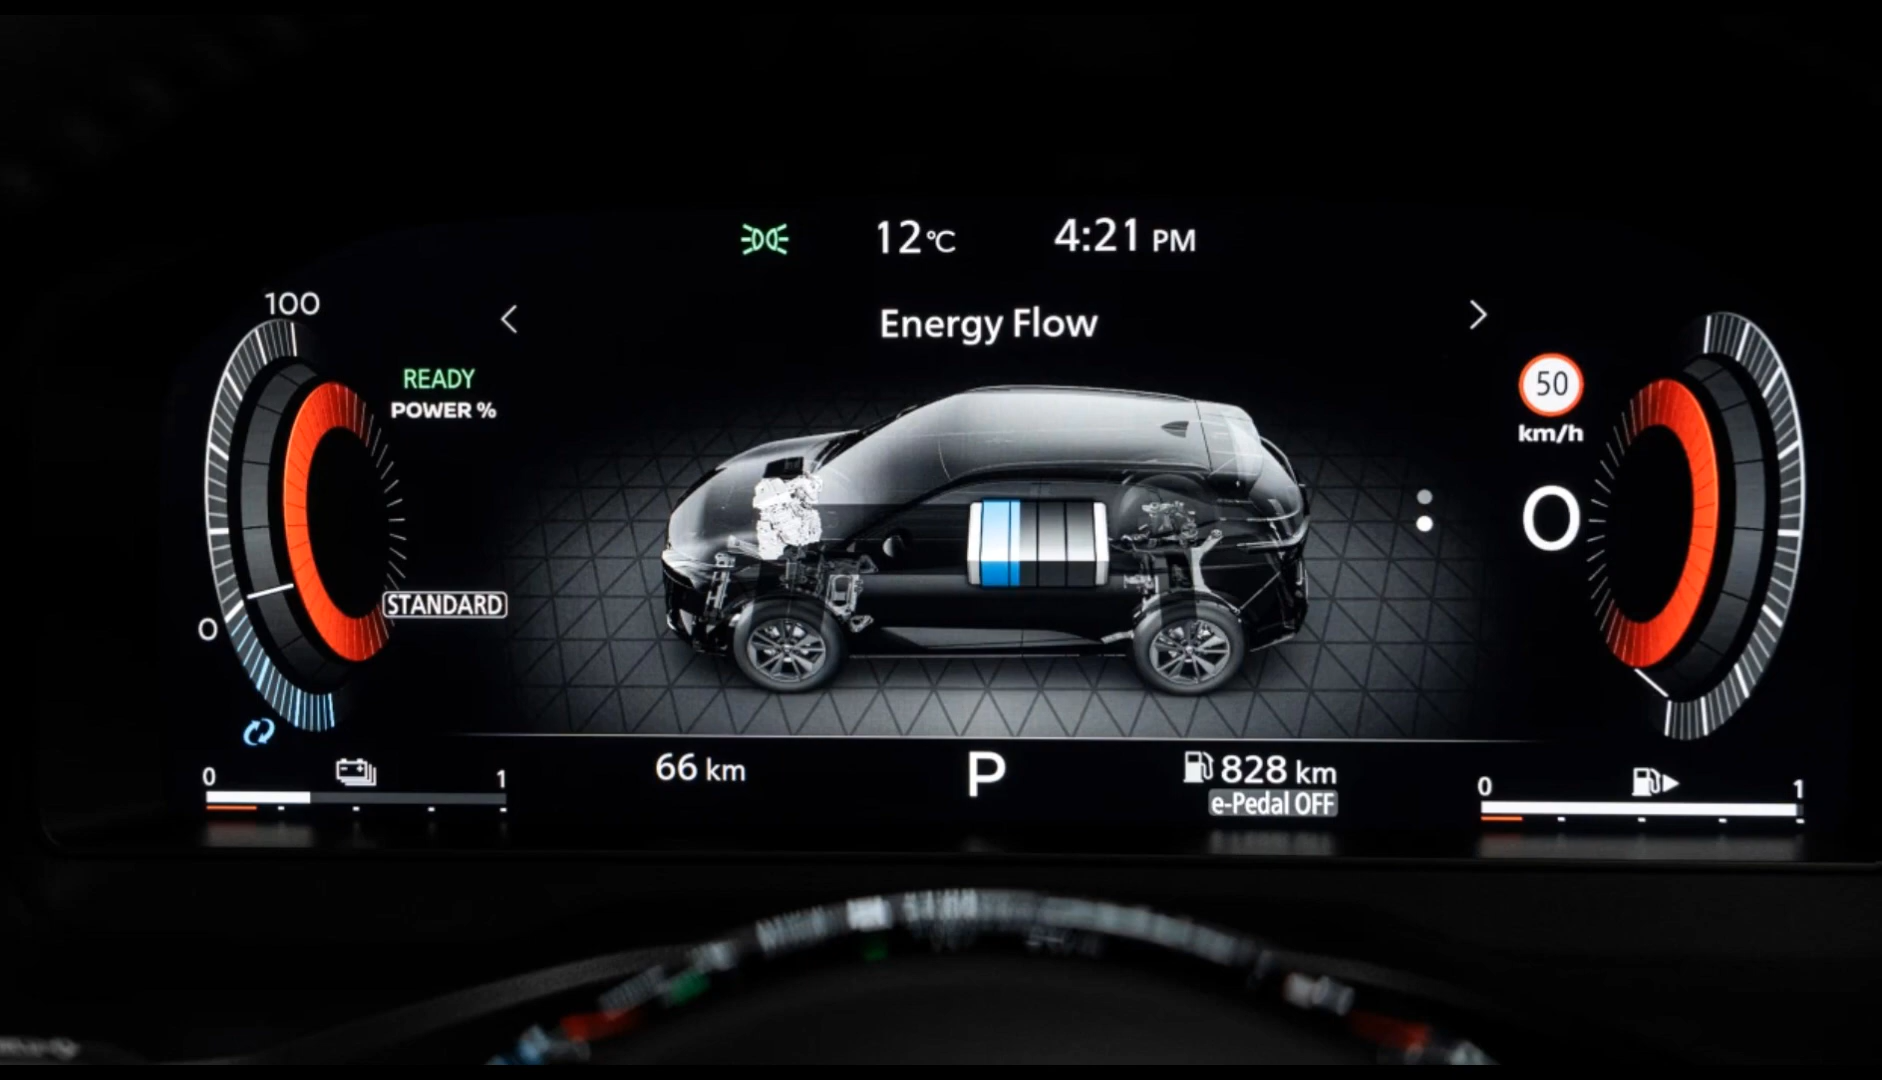 12°C
4:21 PM
100
Energy Flow
READY
POWER %
50
km/h
0
STANDARD
0
0
1
66 km
P
828 km
e-Pedal OFF
0
1